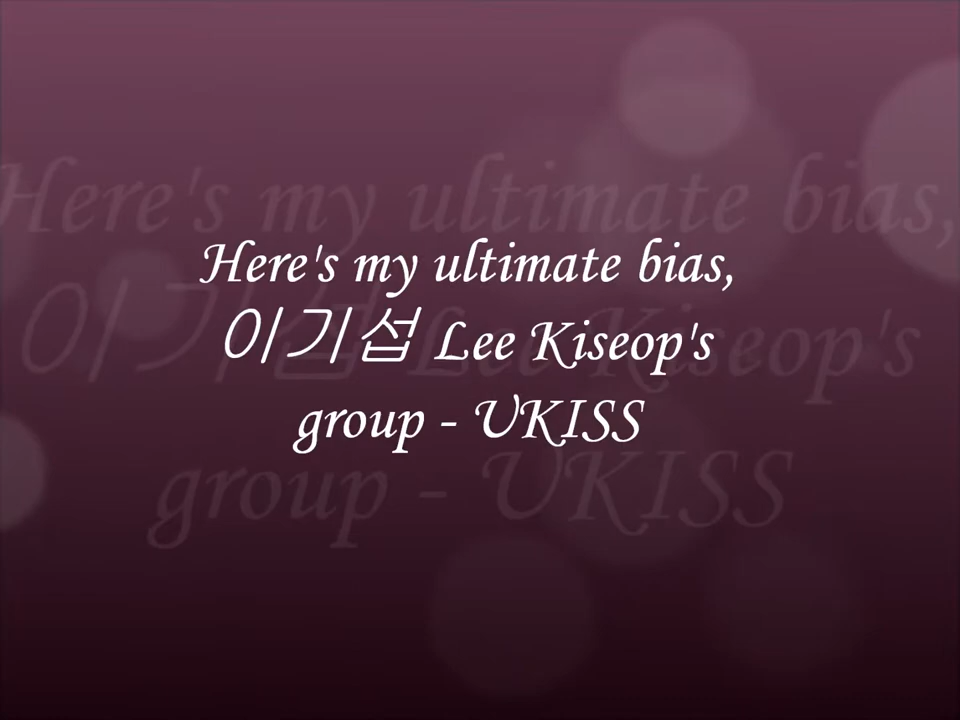 Here's my ultimate bias,
이기섭 Lee Kiseop's
group - UKISS